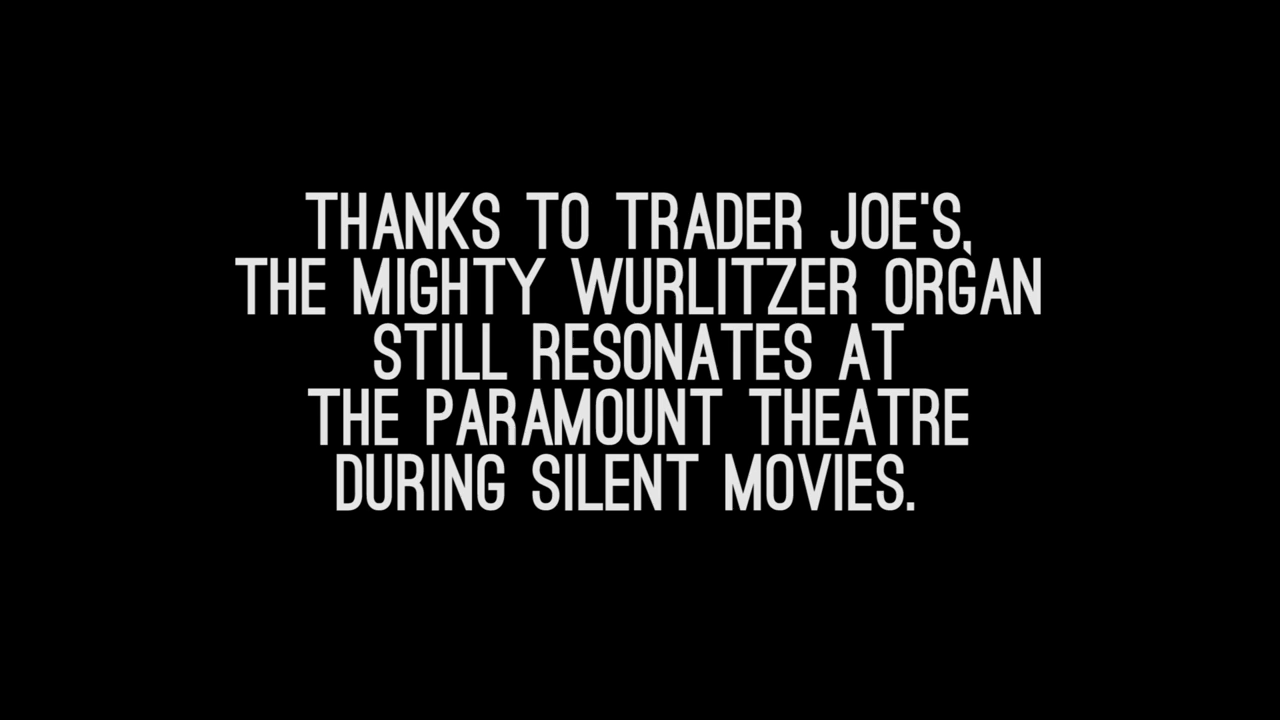 THANKS TO TRADER JOE'S,
THE MIGHTY WURLITZER ORGAN
STILL RESONATES AT
THE PARAMOUNT THEATRE
DURING SILENT MOVIES.